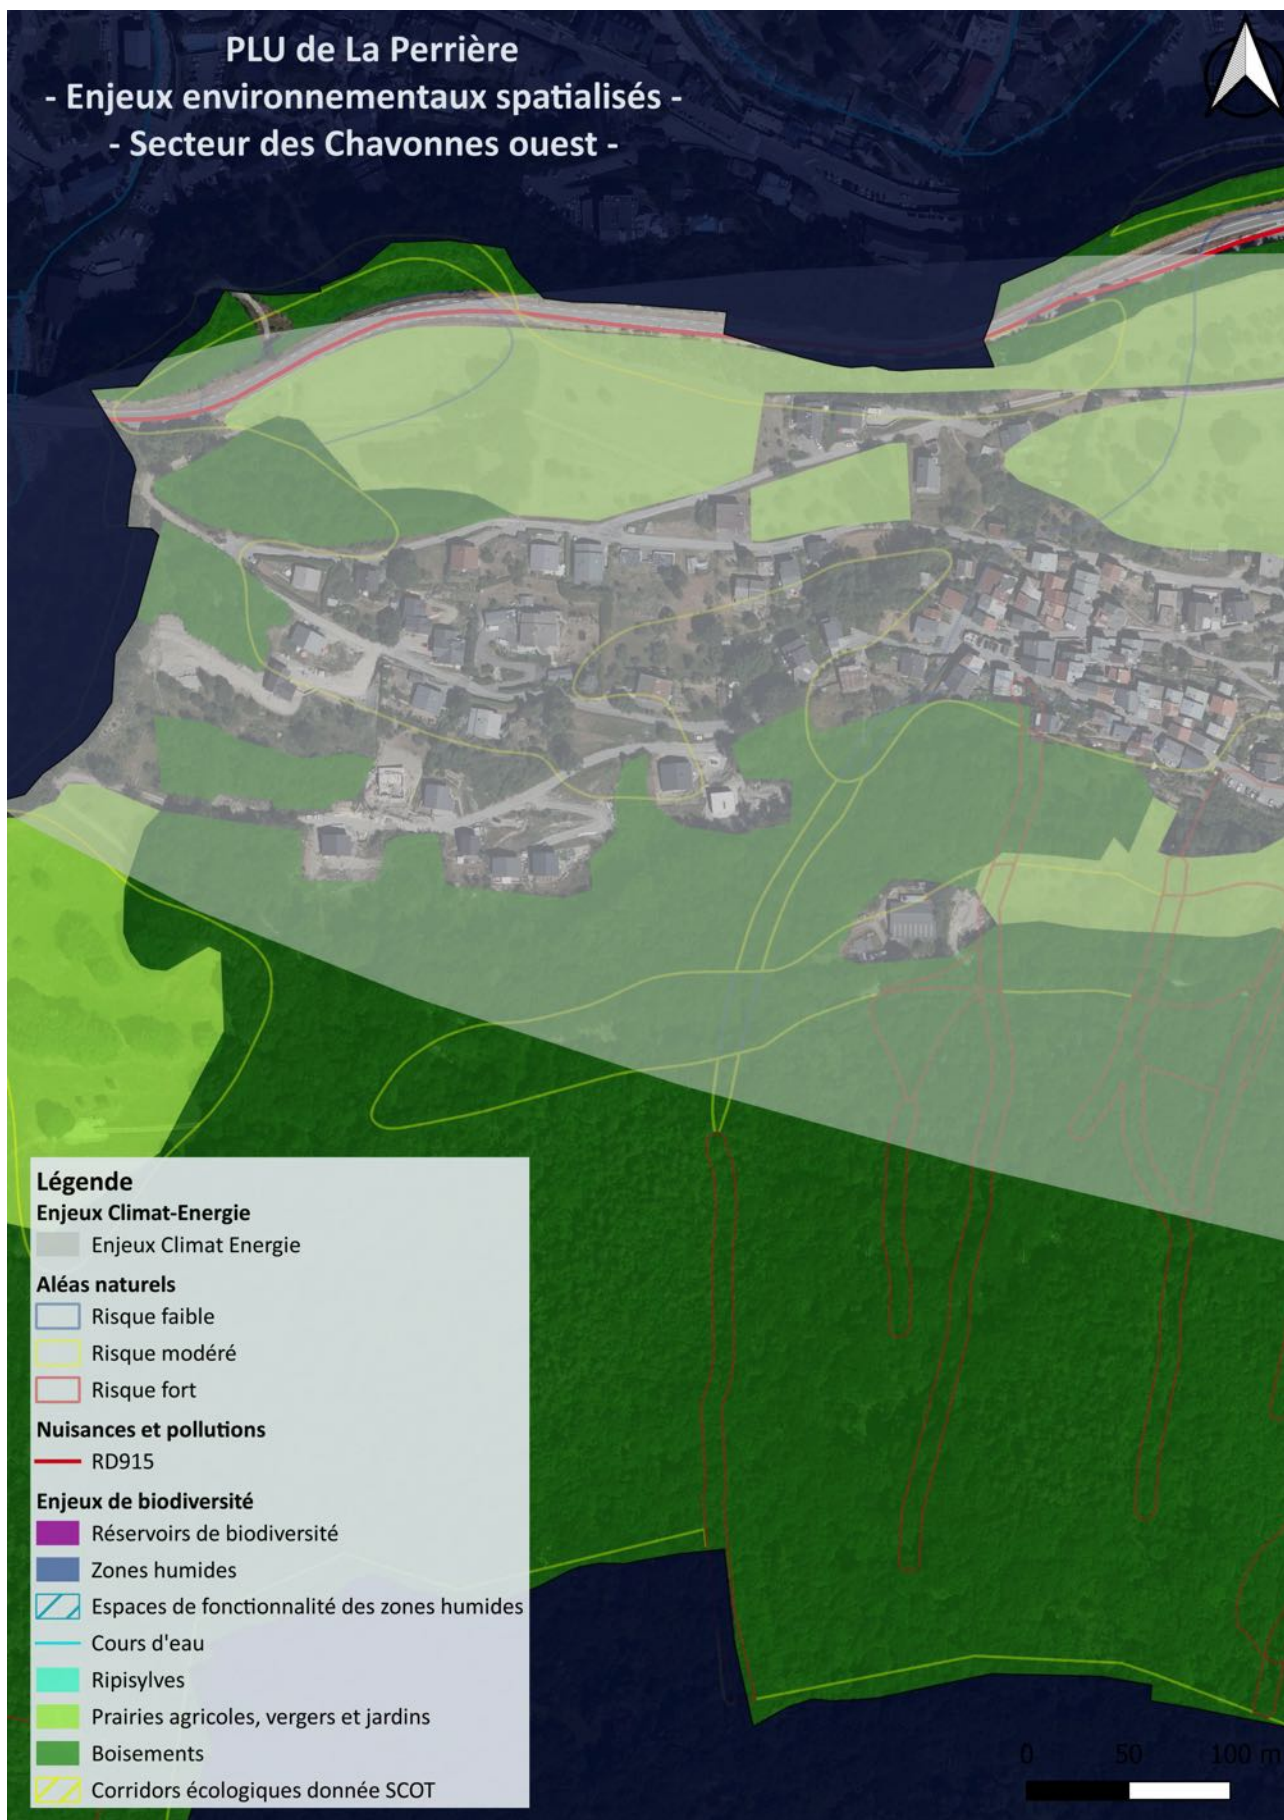 PLU de La Perrière
- Enjeux environnementaux spatialisés -
- Secteur des Chavonnes ouest -
Légende
Enjeux Climat-Energie
Enjeux Climat Energie
Aléas naturels
Risque faible
Risque modéré
Risque fort
Nuisances et pollutions
RD915
Enjeux de biodiversité
Réservoirs de biodiversité
Zones humides
Espaces de fonctionnalité des zones humides
Cours d'eau
Ripisylves
Prairies agricoles, vergers et jardins
Boisements
Corridors écologiques donnée SCOT
0 50 100 m